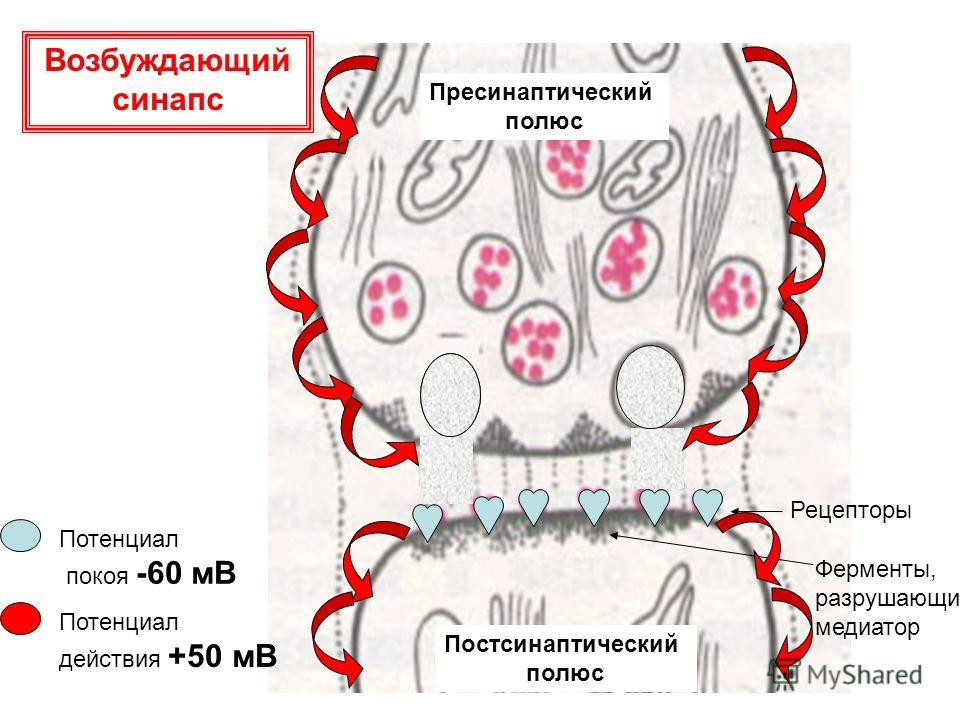 Возбуждающий
синапс
Пресинаптический
полюс
Рецепторы
Потенциал
покоя -60 мВ
Ферменты,
разрушающи
медиатор
Потенциал
действия +50 мВ
Постсинаптический
полюс
MyShared